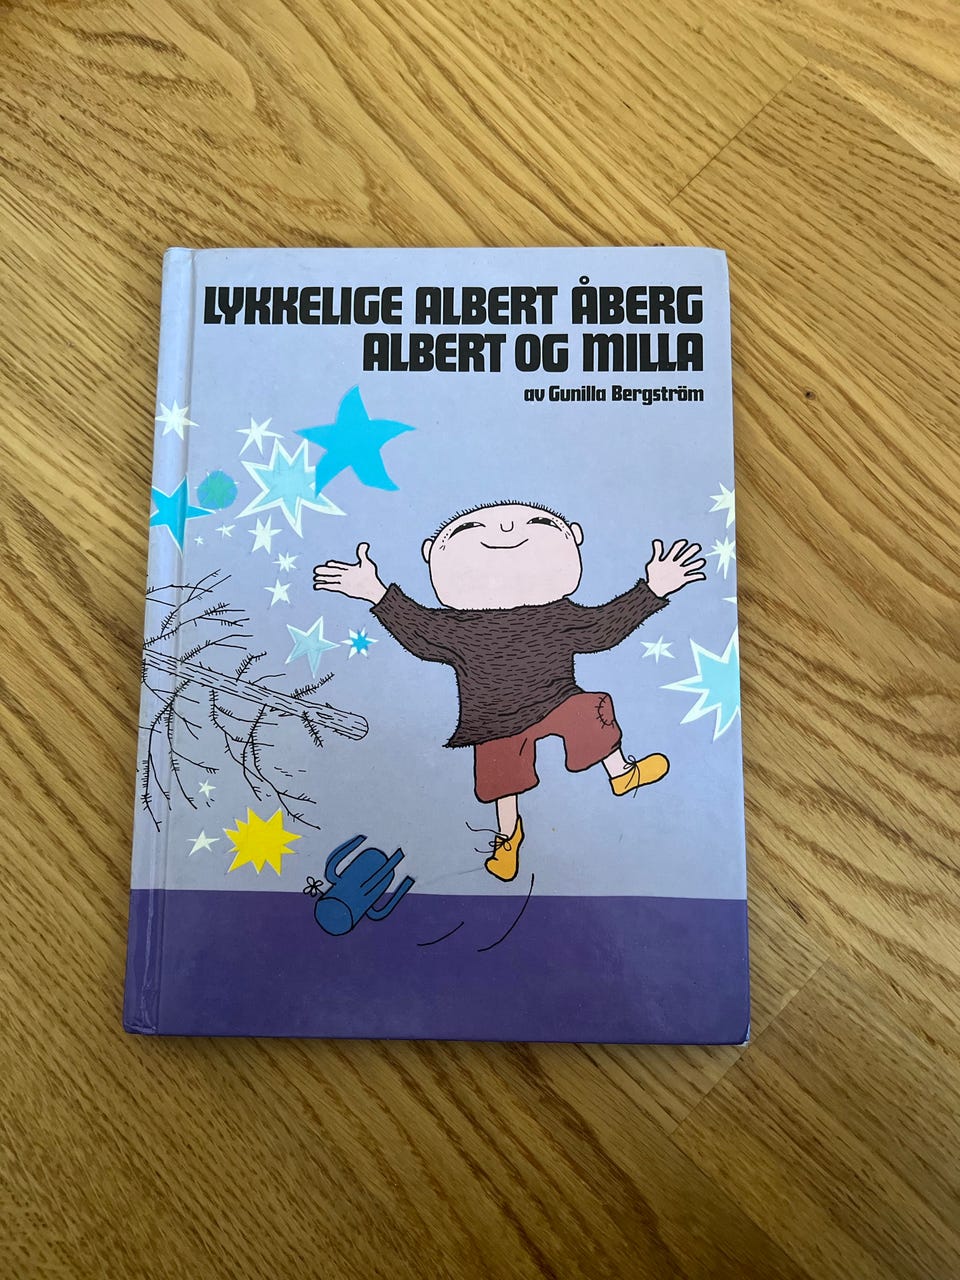 LYKKELIGE ALBERT ÅBERG
ALBERT OG MILLA
av Gunilla Bergström